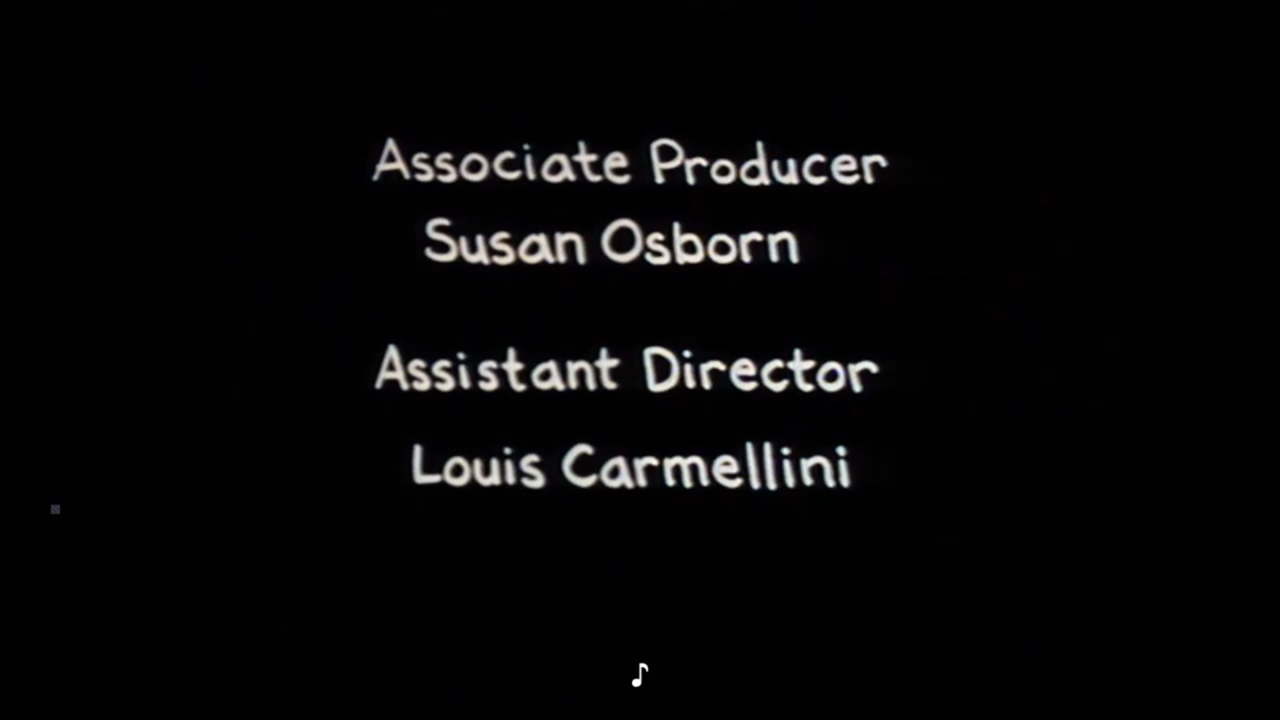 Associate Producer
Susan Osborn
Assistant Director
Louis Carmellini
♪